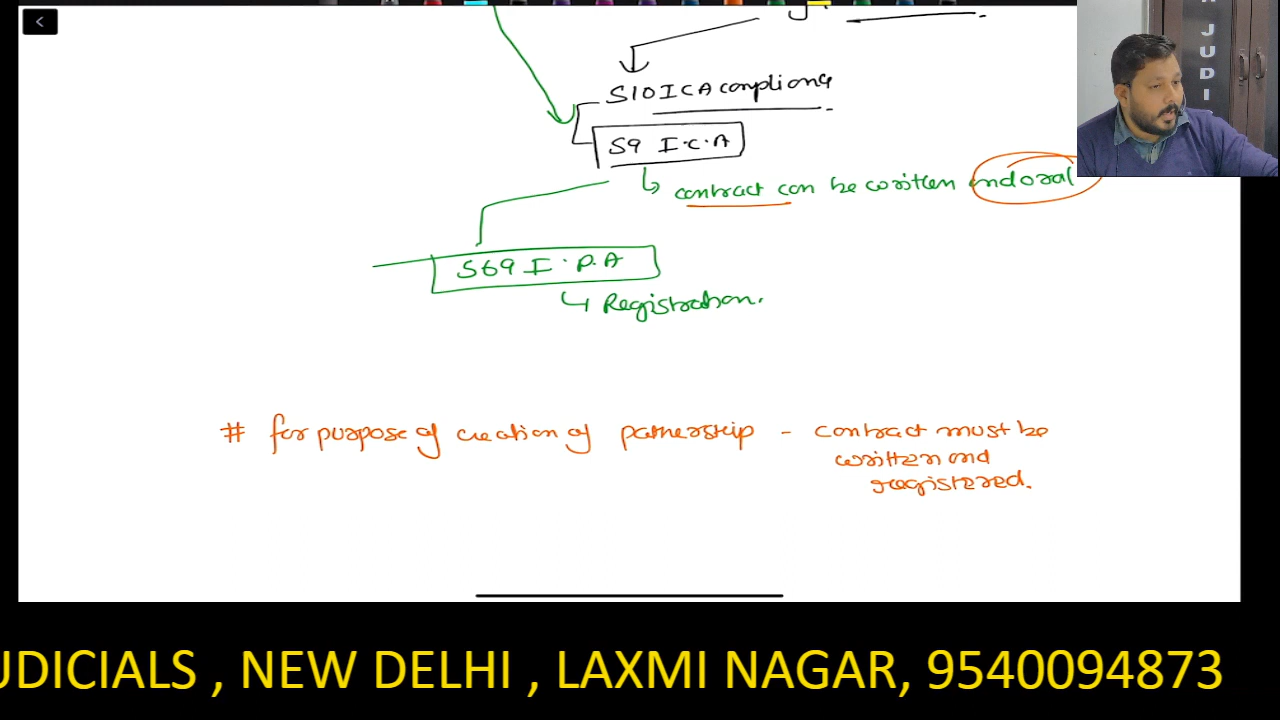 JUDI
S10 ICA compliance
S9 I.C.A
contract can be written and oral
S69 I.P.A
Registration.
# for purpose of creation of partnership - contract must be
written and
registered.
UDICIALS , NEW DELHI , LAXMI NAGAR, 9540094873